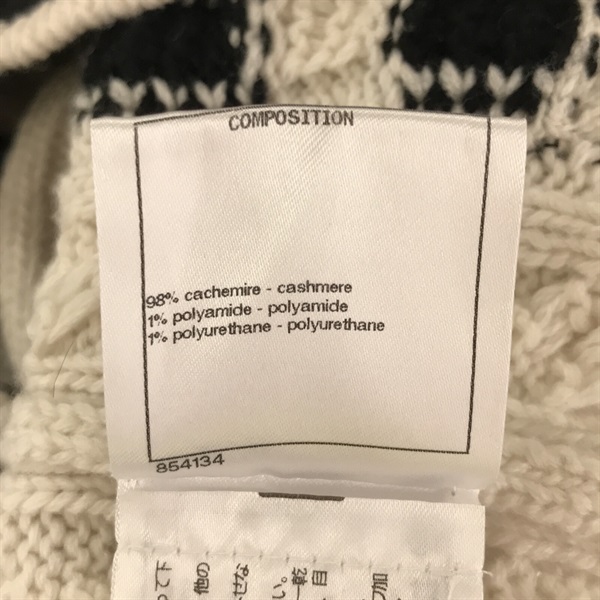 COMPOSITION
98% cachemire - cashmere
1% polyamide - polyamide
1% polyurethane - polyurethane
854134